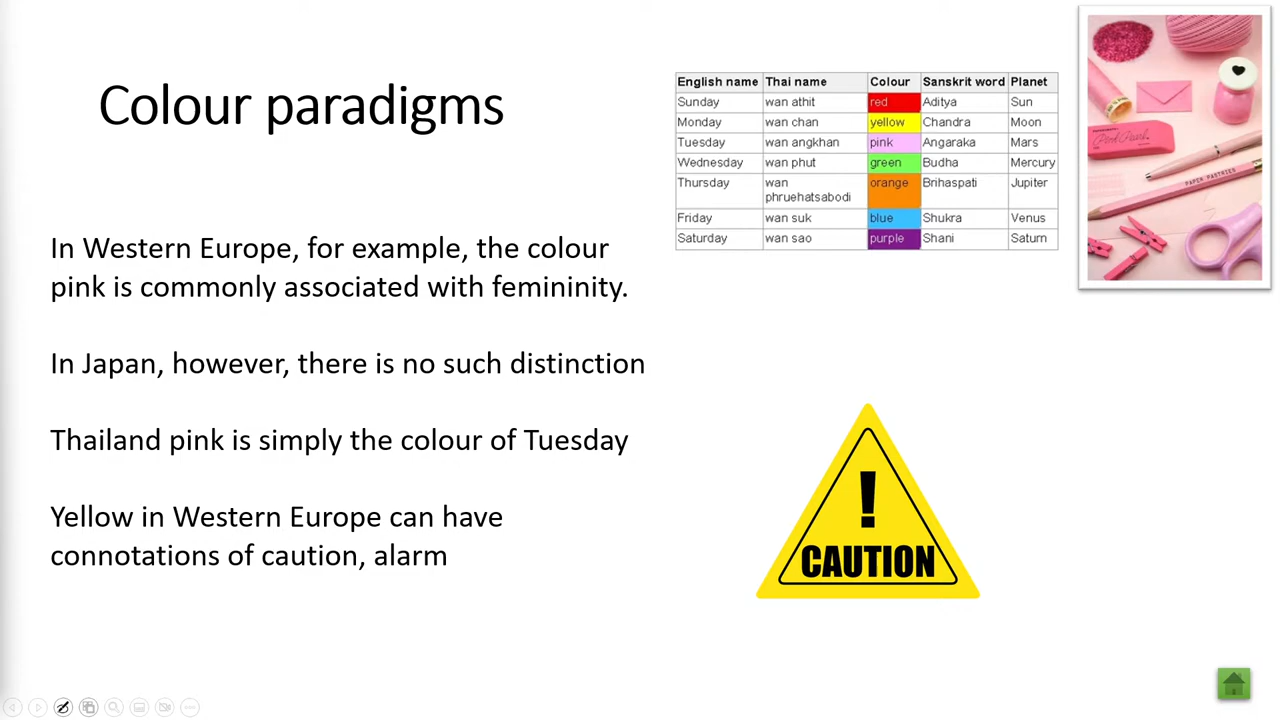 Colour paradigms
In Western Europe, for example, the colour
pink is commonly associated with femininity.
In Japan, however, there is no such distinction
Thailand pink is simply the colour of Tuesday
Yellow in Western Europe can have
connotations of caution, alarm
English name Thai name Colour Sanskrit word Planet
Sunday wan athit red Aditya Sun
Monday wan chan yellow Chandra Moon
Tuesday wan angkhan pink Angaraka Mars
Wednesday wan phut green Budha Mercury
Thursday wan orange Brihaspati Jupiter
phruehatsabodi
Friday wan suk blue Shukra Venus
Saturday wan sao purple Shani Saturn
Pink Pearl
PAPER PASTRIES
!
CAUTION